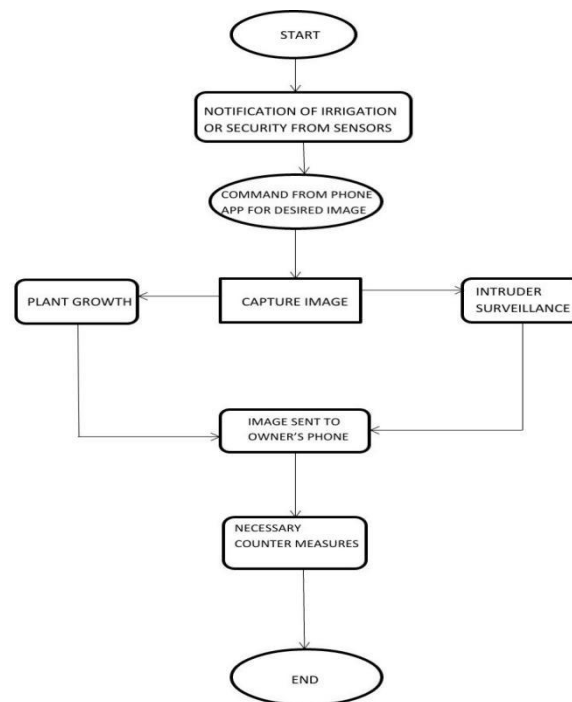 START
NOTIFICATION OF IRRIGATION
OR SECURITY FROM SENSORS
COMMAND FROM PHONE
APP FOR DESIRED IMAGE
PLANT GROWTH
CAPTURE IMAGE
INTRUDER
SURVEILLANCE
IMAGE SENT TO
OWNER'S PHONE
NECESSARY
COUNTER MEASURES
END